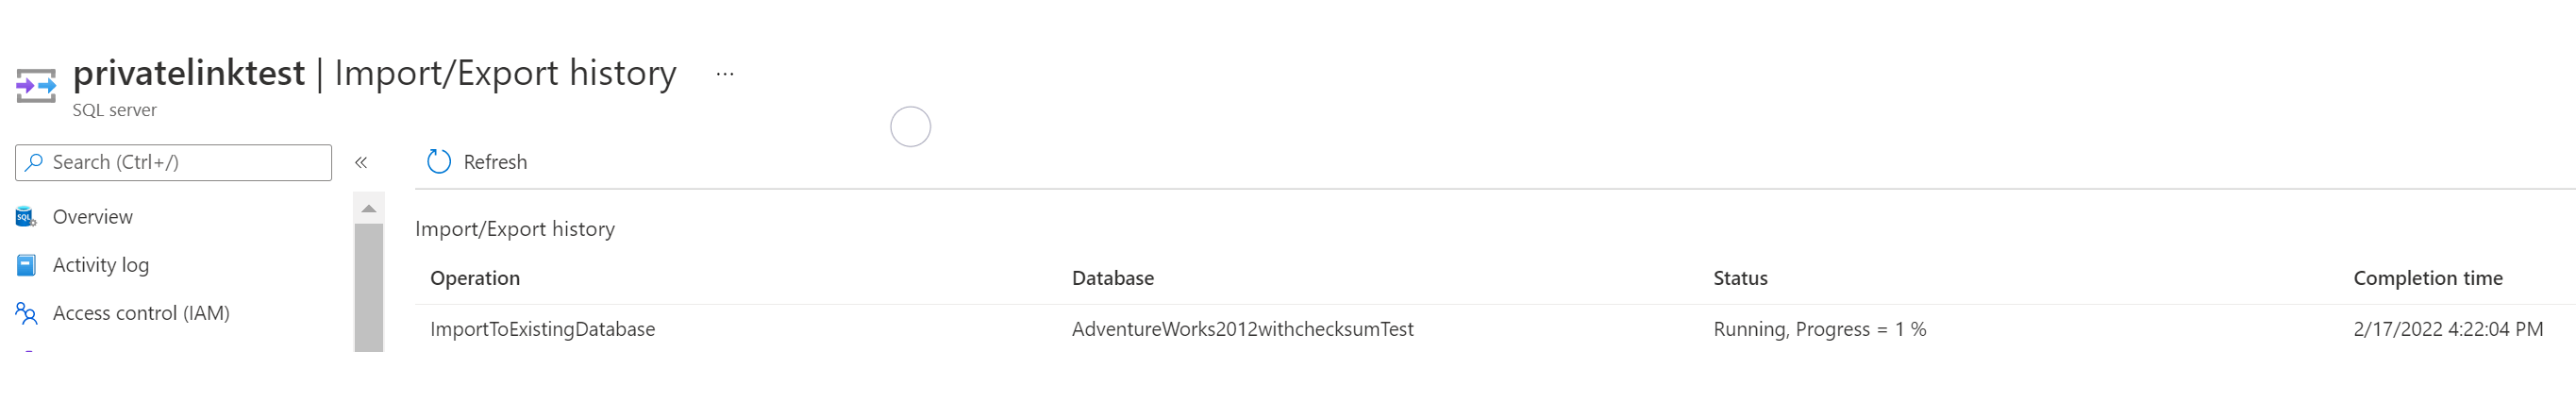 privatelinktest | Import/Export history ...
SQL server
Search (Ctrl+/) «
Refresh
SQL Overview
Activity log
Access control (IAM)
Import/Export history
Operation Database Status Completion time
ImportToExistingDatabase AdventureWorks2012withchecksumTest Running, Progress = 1 % 2/17/2022 4:22:04 PM